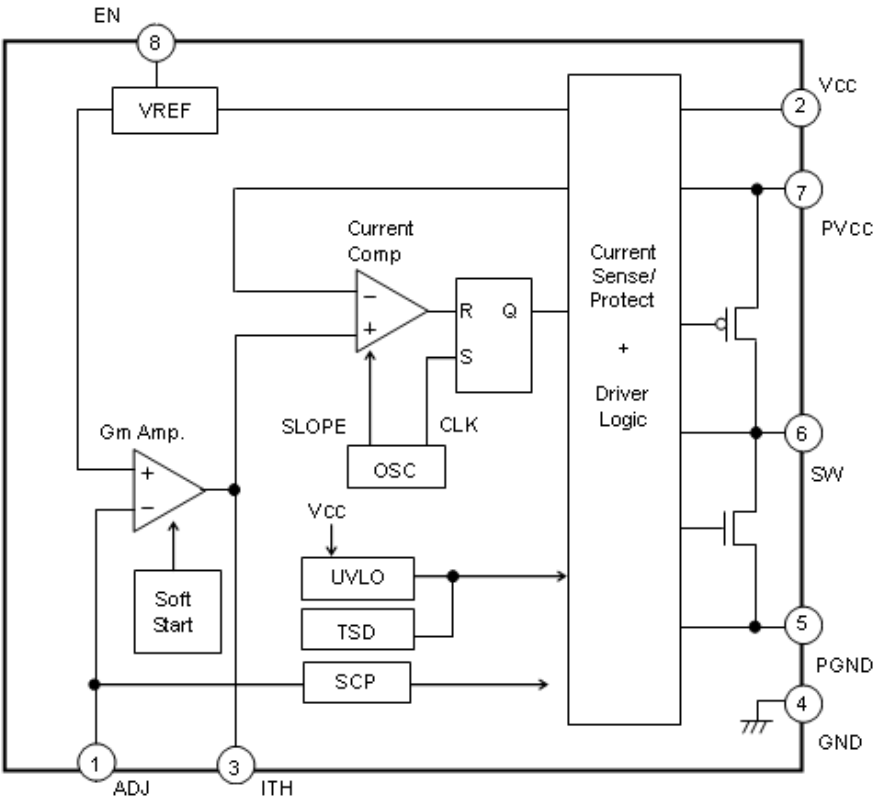 EN
8
VREF
Vcc
2
7
PVcc
Current
Comp
−
+
R
Q
S
Current
Sense/
Protect
+
Driver
Logic
SLOPE
CLK
OSC
Gm Amp.
+
−
6
SW
Vcc
UVLO
TSD
SCP
Soft
Start
5
PGND
4
GND
1
ADJ
3
ITH